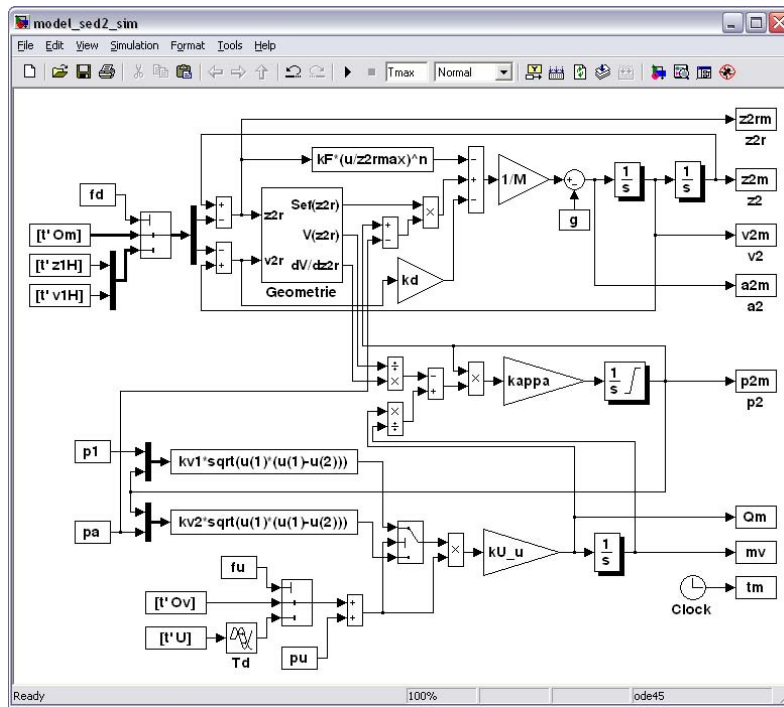 model_sed2_sim
File Edit View Simulation Format Tools Help
Tmax Normal
z2rm
z2r
kF*(u/z2rmax)^n
fd
[t' Om]
[t' z1H]
[t' v1H]
+
−
−
+
z2r
v2r
Sef(z2r)
V(z2r)
dV/dz2r
Geometrie
×
+
−
−
+
−
1/M
+
−
g
1
s
1
s
z2m
z2
v2m
v2
a2m
a2
kd
÷
×
−
+
×
÷
×
kappa
1
s
p2m
p2
p1
kv1*sqrt(u(1)*(u(1)-u(2)))
pa
kv2*sqrt(u(1)*(u(1)-u(2)))
×
kU_u
1
s
Qm
mv
tm
Clock
fu
[t' Ov]
[t' U]
Td
+
+
pu
Ready 100% ode45